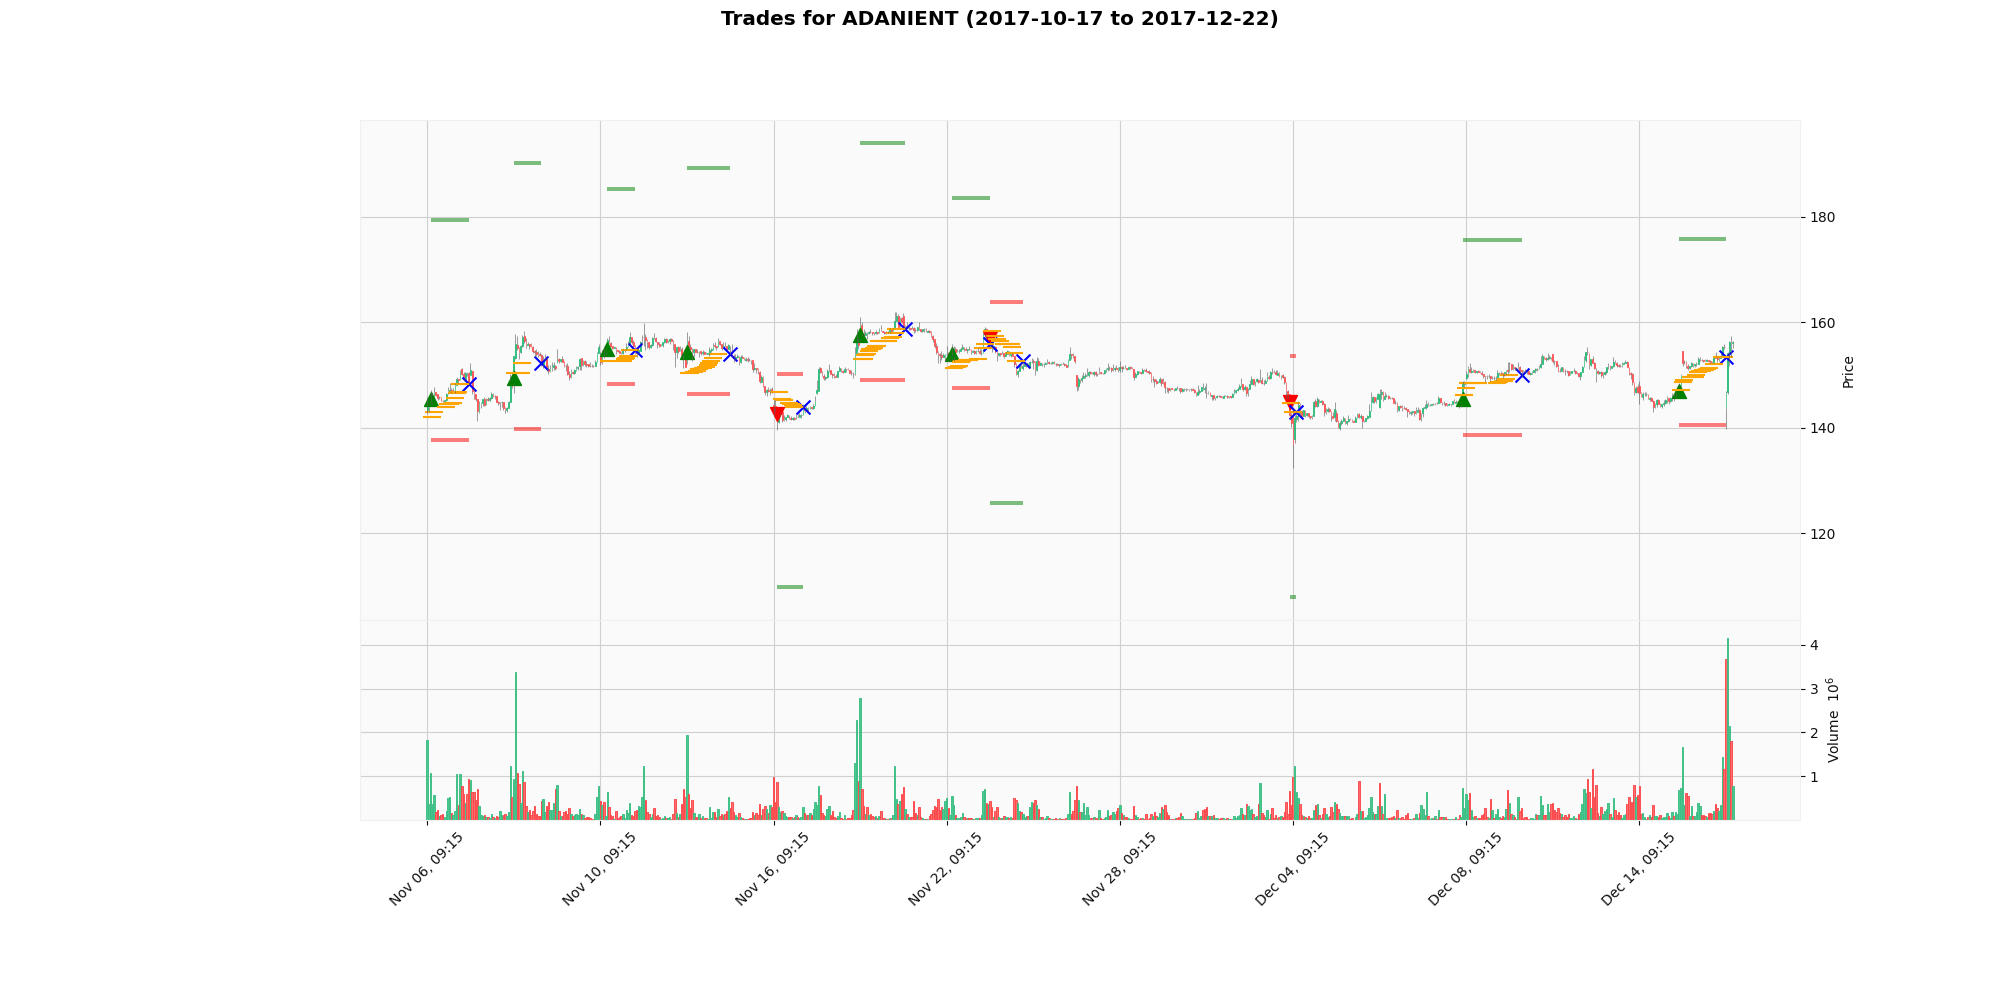 Trades for ADANIENT (2017-10-17 to 2017-12-22)
180
160
140
120
Price
4
3
2
1
Volume 10^6
Nov 06, 09:15
Nov 10, 09:15
Nov 16, 09:15
Nov 22, 09:15
Nov 28, 09:15
Dec 04, 09:15
Dec 08, 09:15
Dec 14, 09:15